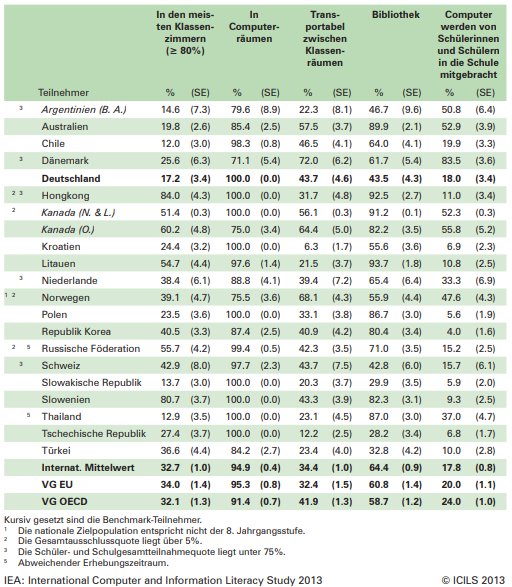 In den meisten Klassenzimmern (≥ 80%) In Computerräumen Transportabel zwischen Klassenräumen Bibliothek Computer werden von Schülerinnen und Schülern in die Schule mitgebracht
Teilnehmer % (SE) % (SE) % (SE) % (SE) % (SE)
3 Argentinien (B. A.) 14.6 (7.3) 79.6 (8.9) 22.3 (8.1) 46.7 (9.6) 50.8 (6.4)
Australien 19.8 (2.6) 85.4 (2.5) 57.5 (3.7) 89.9 (2.1) 52.9 (3.9)
Chile 12.0 (3.0) 98.3 (0.8) 46.5 (4.1) 64.0 (4.1) 19.9 (3.3)
3 Dänemark 25.6 (6.3) 71.1 (5.4) 72.0 (6.2) 61.7 (5.4) 83.5 (3.6)
Deutschland 17.2 (3.4) 100.0 (0.0) 43.7 (4.6) 43.5 (4.3) 18.0 (3.4)
2 3 Hongkong 84.0 (4.3) 100.0 (0.0) 31.7 (4.8) 92.5 (2.7) 11.0 (3.4)
2 Kanada (N. & L.) 51.4 (0.3) 100.0 (0.0) 56.1 (0.3) 91.2 (0.1) 52.3 (0.3)
Kanada (O.) 60.2 (4.8) 75.0 (3.4) 64.4 (5.0) 82.2 (3.5) 55.8 (5.2)
Kroatien 24.4 (3.2) 100.0 (0.0) 6.3 (1.7) 55.6 (3.6) 6.9 (2.3)
Litauen 54.7 (4.4) 97.6 (1.4) 21.5 (3.7) 93.7 (1.8) 10.8 (2.5)
3 Niederlande 38.4 (6.1) 88.8 (4.1) 39.4 (7.2) 65.4 (6.4) 33.3 (6.9)
1 2 Norwegen 39.1 (4.7) 75.5 (3.6) 68.1 (4.3) 55.9 (4.4) 47.6 (4.3)
Polen 23.5 (3.6) 100.0 (0.0) 33.1 (3.8) 86.7 (3.0) 5.6 (1.9)
Republik Korea 40.5 (3.3) 87.4 (2.5) 40.9 (4.2) 80.4 (3.4) 4.0 (1.6)
2 5 Russische Föderation 55.7 (4.2) 99.4 (0.5) 42.3 (3.5) 71.0 (3.5) 15.2 (2.5)
3 Schweiz 42.9 (8.0) 97.7 (2.3) 43.7 (7.5) 42.8 (6.0) 15.7 (6.1)
Slowakische Republik 13.7 (3.0) 100.0 (0.0) 20.3 (3.7) 29.9 (3.5) 5.9 (2.0)
Slowenien 80.7 (3.7) 100.0 (0.0) 43.3 (3.9) 82.3 (3.1) 9.3 (2.5)
5 Thailand 12.9 (3.5) 100.0 (0.0) 23.1 (4.5) 87.0 (3.0) 37.0 (4.7)
Tschechische Republik 27.4 (3.7) 100.0 (0.0) 12.2 (2.5) 28.2 (3.4) 6.8 (1.7)
Türkei 36.6 (4.4) 84.2 (2.7) 23.4 (4.0) 32.8 (4.2) 10.0 (2.8)
Internat. Mittelwert 32.7 (1.0) 94.9 (0.4) 34.4 (1.0) 64.4 (0.9) 17.8 (0.8)
VG EU 34.0 (1.4) 95.3 (0.8) 32.4 (1.5) 60.8 (1.4) 20.0 (1.1)
VG OECD 32.1 (1.3) 91.4 (0.7) 41.9 (1.3) 58.7 (1.2) 24.0 (1.0)
Kursiv gesetzt sind die Benchmark-Teilnehmer.
1 Die nationale Zielpopulation entspricht nicht der 8. Jahrgangsstufe.
2 Die Gesamtausschlussquote liegt über 5%.
3 Die Schüler- und Schulgesamtteilnahmequote liegt unter 75%.
5 Abweichender Erhebungszeitraum.
IEA: International Computer and Information Literacy Study 2013 © ICILS 2013